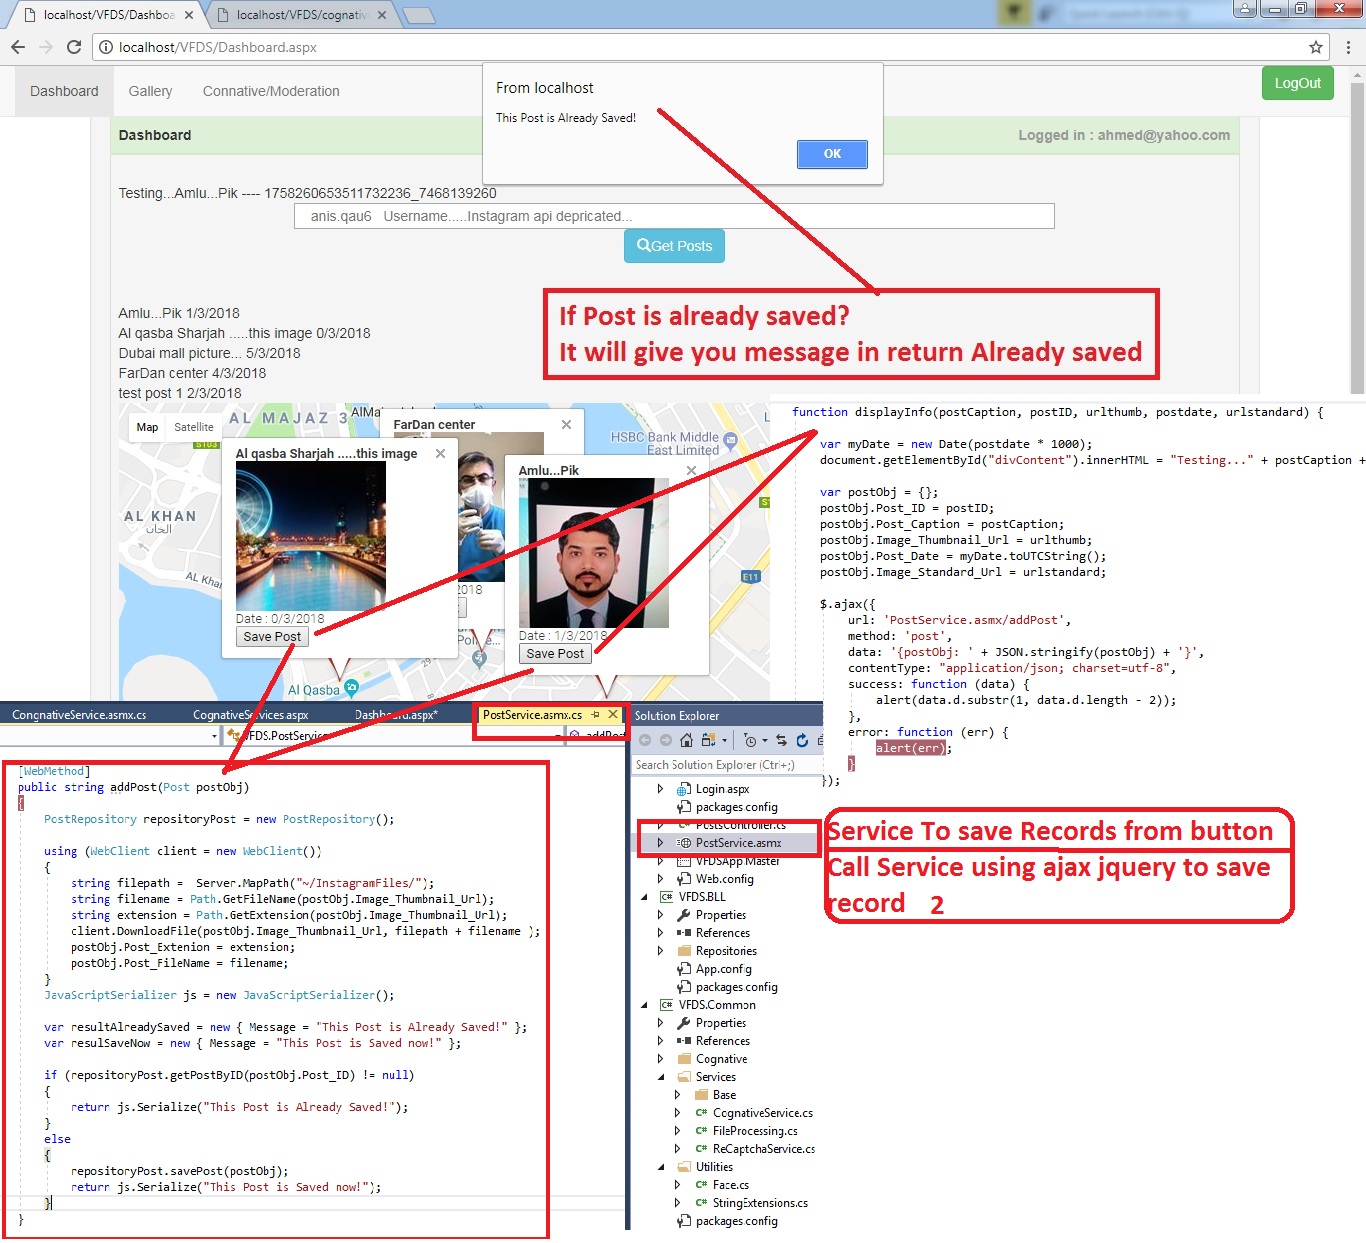 localhost/VFDS/Dashboa
localhost/VFDS/cognative
localhost/VFDS/Dashboard.aspx
Dashboard
Gallery
Connative/Moderation
LogOut
From localhost
This Post is Already Saved!
OK
Dashboard
Logged in : ahmed@yahoo.com
Testing...Amlu...Pik ---- 1758260653511732236_7468139260
anis.qau6 Username.....Instagram api depricated...
Get Posts
If Post is already saved?
It will give you message in return Already saved
Amlu...Pik 1/3/2018
Al qasba Sharjah .....this image 0/3/2018
Dubai mall picture... 5/3/2018
FarDan center 4/3/2018
test post 1 2/3/2018
Map
Satellite
AL MAJAZ 3
S103
HSBC Bank Middle
East Limited
AL KHAN
الخان
E11
Al Qasba
FarDan center
Al qasba Sharjah .....this image
Date : 0/3/2018
Save Post
Amlu...Pik
Date : 1/3/2018
Save Post
function displayInfo(postCaption, postID, urlthumb, postdate, urlstandard) {
var myDate = new Date(postdate * 1000);
document.getElementById("divContent").innerHTML = "Testing..." + postCaption +
var postObj = {};
postObj.Post_ID = postID;
postObj.Post_Caption = postCaption;
postObj.Image_Thumbnail_Url = urlthumb;
postObj.Post_Date = myDate.toUTCString();
postObj.Image_Standard_Url = urlstandard;
$.ajax({
url: 'PostService.asmx/addPost',
method: 'post',
data: '{postObj: ' + JSON.stringify(postObj) + '}',
contentType: "application/json; charset=utf-8",
success: function (data) {
alert(data.d.substr(1, data.d.length - 2));
},
error: function (err) {
alert(err);
}
});
CongnativeService.asmx.cs
CognativeServices.aspx
Dashboard.aspx*
PostService.asmx.cs
VFDS.PostService
[WebMethod]
public string addPost(Post postObj)
{
PostRepository repositoryPost = new PostRepository();
using (WebClient client = new WebClient())
{
string filepath = Server.MapPath("~/InstagramFiles/");
string filename = Path.GetFileName(postObj.Image_Thumbnail_Url);
string extension = Path.GetExtension(postObj.Image_Thumbnail_Url);
client.DownloadFile(postObj.Image_Thumbnail_Url, filepath + filename );
postObj.Post_Extenion = extension;
postObj.Post_FileName = filename;
}
JavaScriptSerializer js = new JavaScriptSerializer();
var resultAlreadySaved = new { Message = "This Post is Already Saved!" };
var resulSaveNow = new { Message = "This Post is Saved now!" };
if (repositoryPost.getPostByID(postObj.Post_ID) != null)
{
return js.Serialize("This Post is Already Saved!");
}
else
{
repositoryPost.savePost(postObj);
return js.Serialize("This Post is Saved now!");
}
}
Solution Explorer
Search Solution Explorer (Ctrl+;)
Login.aspx
packages.config
PostsController.cs
PostService.asmx
VFDSApp.Master
Web.config
VFDS.BLL
Properties
References
Repositories
App.config
packages.config
VFDS.Common
Properties
References
Cognative
Services
Base
CognativeService.cs
FileProcessing.cs
ReCaptchaService.cs
Utilities
Face.cs
StringExtensions.cs
packages.config
Service To save Records from button
Call Service using ajax jquery to save
record 2